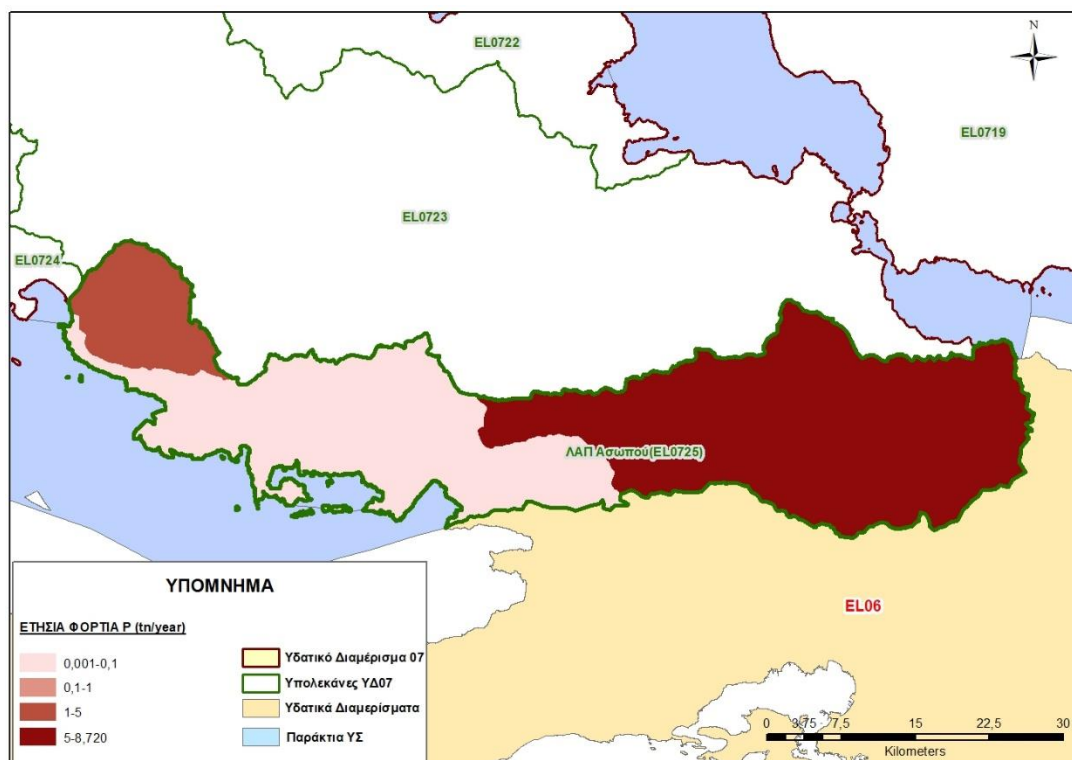 N
EL0722
EL0719
EL0723
EL0724
ΛΑΠ Ασωπού(EL0725)
EL06
ΥΠΟΜΝΗΜΑ
ΕΤΗΣΙΑ ΦΟΡΤΙΑ P (tn/year)
0,001-0,1
0,1-1
1-5
5-8,720
Υδατικό Διαμέρισμα 07
Υπολεκάνες ΥΔ07
Υδατικά Διαμερίσματα
Παράκτια ΥΣ
0 3,75 7,5 15 22,5 30
Kilometers